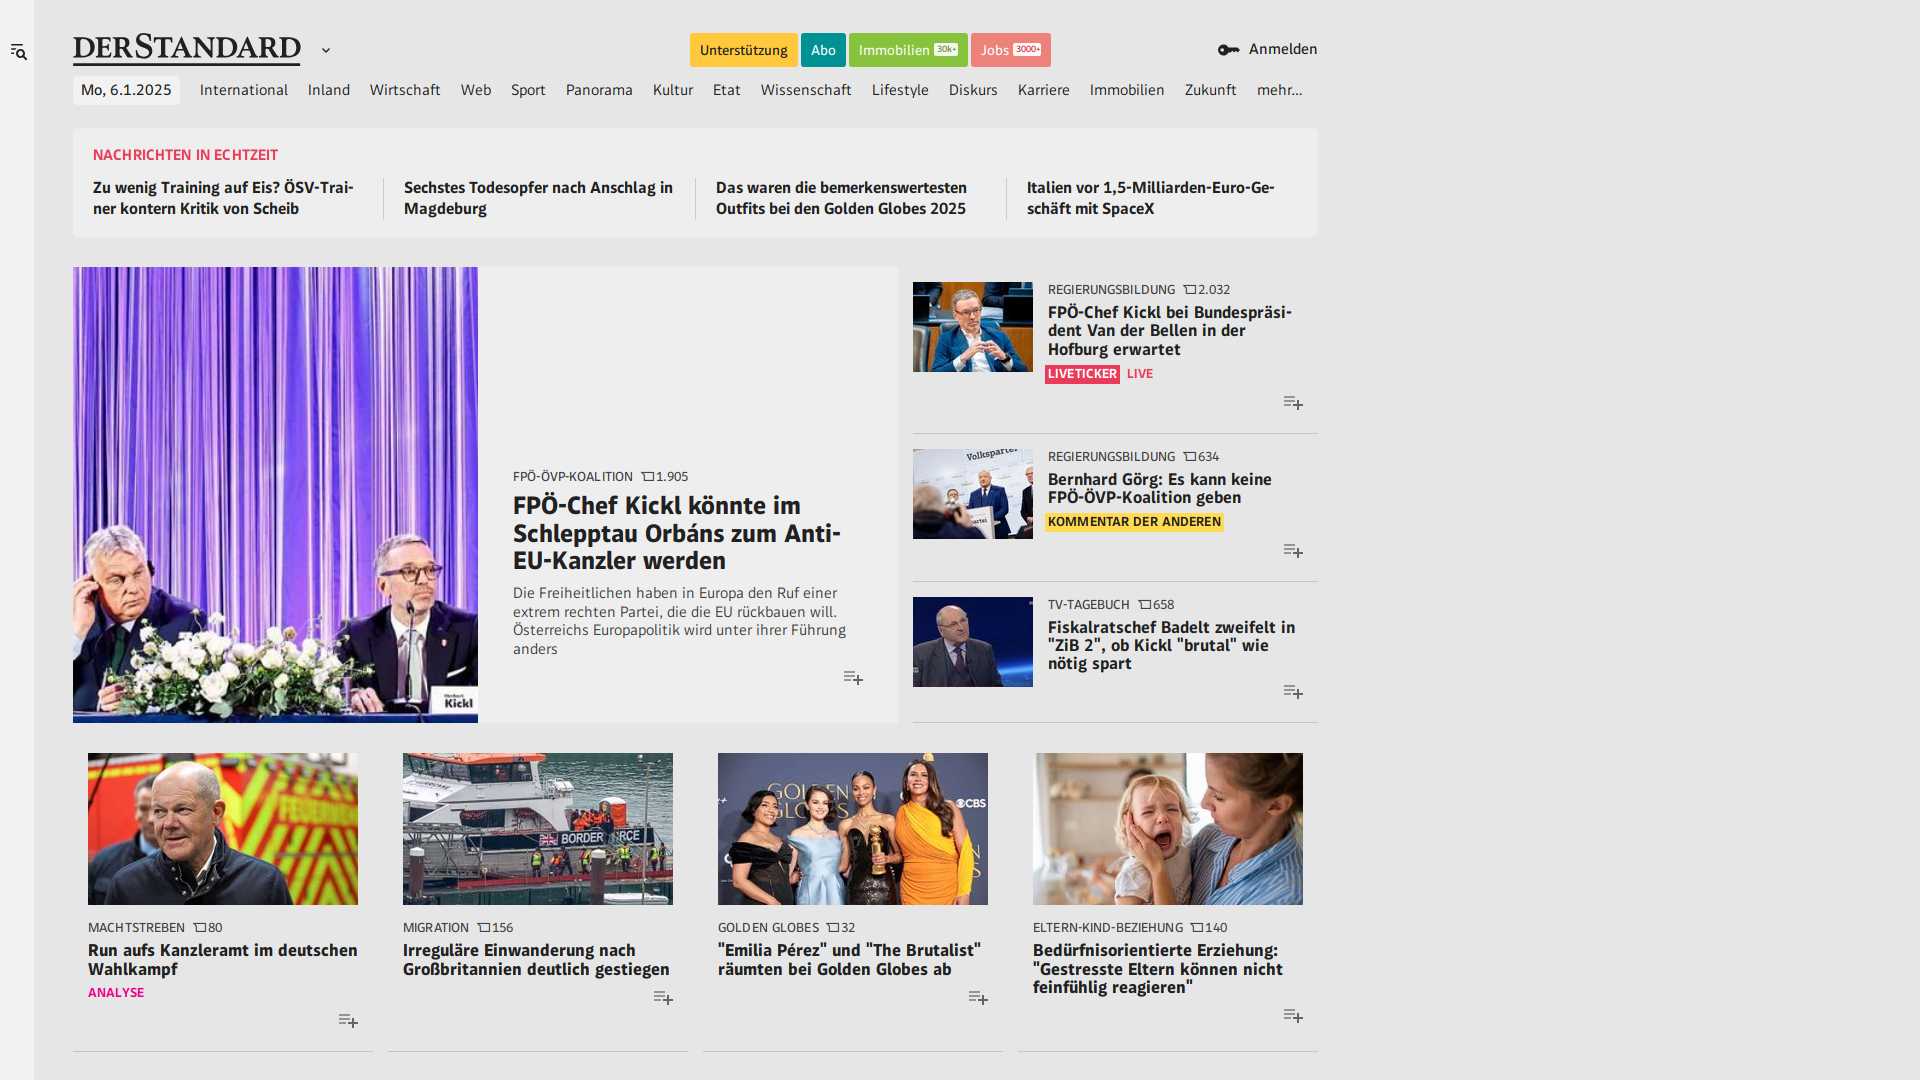 DERSTANDARD
Unterstützung
Abo
Immobilien 30k+
Jobs 3000+
Anmelden
Mo, 6.1.2025
International
Inland
Wirtschaft
Web
Sport
Panorama
Kultur
Etat
Wissenschaft
Lifestyle
Diskurs
Karriere
Immobilien
Zukunft
mehr...
NACHRICHTEN IN ECHTZEIT
Zu wenig Training auf Eis? ÖSV-Trai-
ner kontern Kritik von Scheib
Sechstes Todesopfer nach Anschlag in
Magdeburg
Das waren die bemerkenswertesten
Outfits bei den Golden Globes 2025
Italien vor 1,5-Milliarden-Euro-Ge-
schäft mit SpaceX
Herbert
Kickl
FPÖ-ÖVP-KOALITION 1.905
FPÖ-Chef Kickl könnte im
Schlepptau Orbáns zum Anti-
EU-Kanzler werden
Die Freiheitlichen haben in Europa den Ruf einer
extrem rechten Partei, die die EU rückbauen will.
Österreichs Europapolitik wird unter ihrer Führung
anders
REGIERUNGSBILDUNG 2.032
FPÖ-Chef Kickl bei Bundespräsi-
dent Van der Bellen in der
Hofburg erwartet
LIVETICKER LIVE
Volkspartei
REGIERUNGSBILDUNG 634
Bernhard Görg: Es kann keine
FPÖ-ÖVP-Koalition geben
KOMMENTAR DER ANDEREN
TV-TAGEBUCH 658
Fiskalratschef Badelt zweifelt in
"ZiB 2", ob Kickl "brutal" wie
nötig spart
FEUERWEHR
MACHTSTREBEN 80
Run aufs Kanzleramt im deutschen
Wahlkampf
ANALYSE
BORDER
MIGRATION 156
Irreguläre Einwanderung nach
Großbritannien deutlich gestiegen
GOLDEN
GLOBES
CBS
GOLDEN GLOBES 32
"Emilia Pérez" und "The Brutalist"
räumten bei Golden Globes ab
ELTERN-KIND-BEZIEHUNG 140
Bedürfnisorientierte Erziehung:
"Gestresste Eltern können nicht
feinfühlig reagieren"